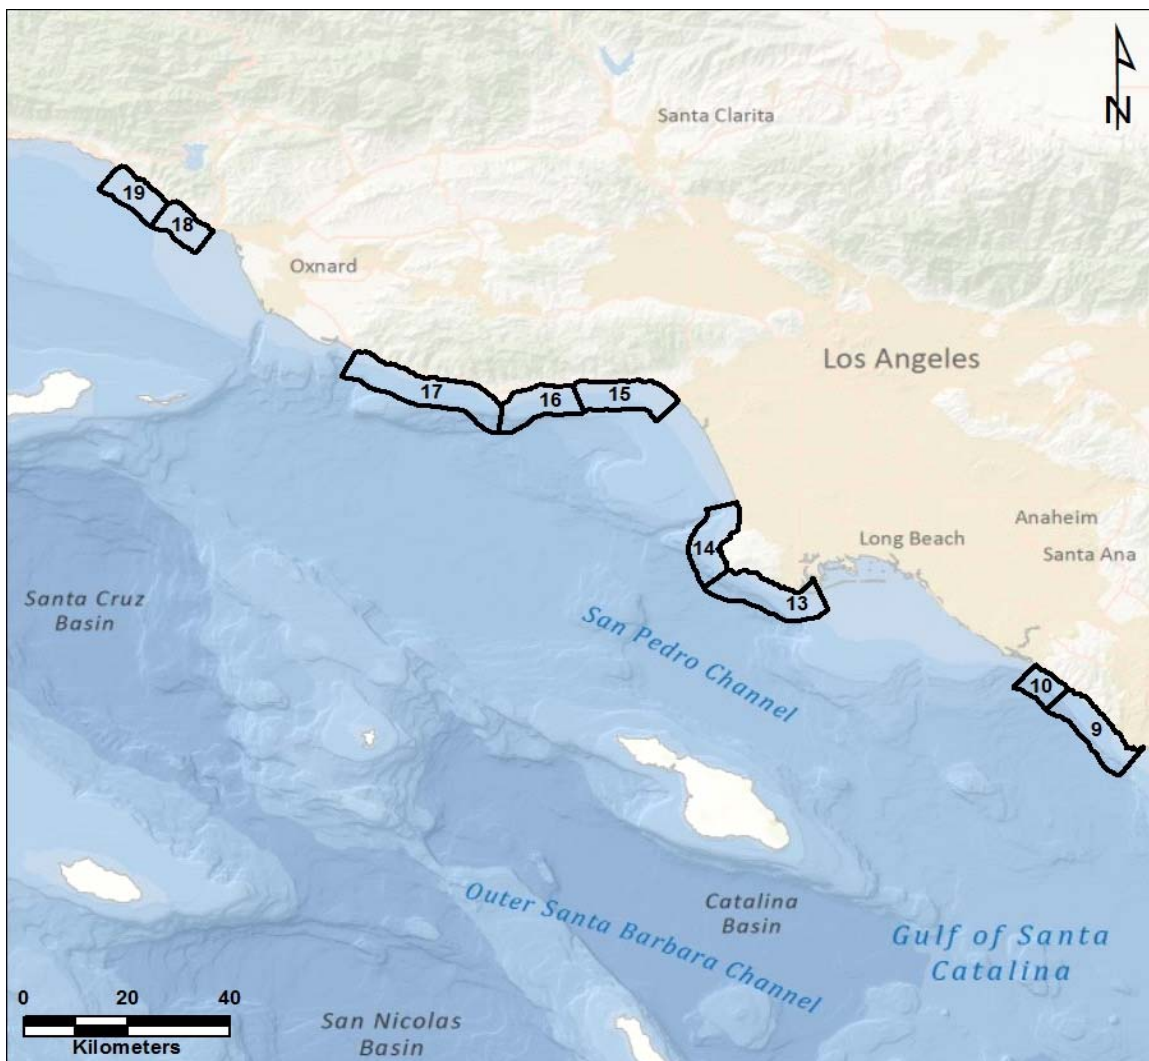 N
Santa Clarita
19
18
Oxnard
Los Angeles
17
16
15
14
13
Long Beach
Anaheim
Santa Ana
Santa Cruz
Basin
San Pedro Channel
10
9
Outer Santa Barbara Channel
Catalina
Basin
Gulf of Santa
Catalina
San Nicolas
Basin
0 20 40
Kilometers